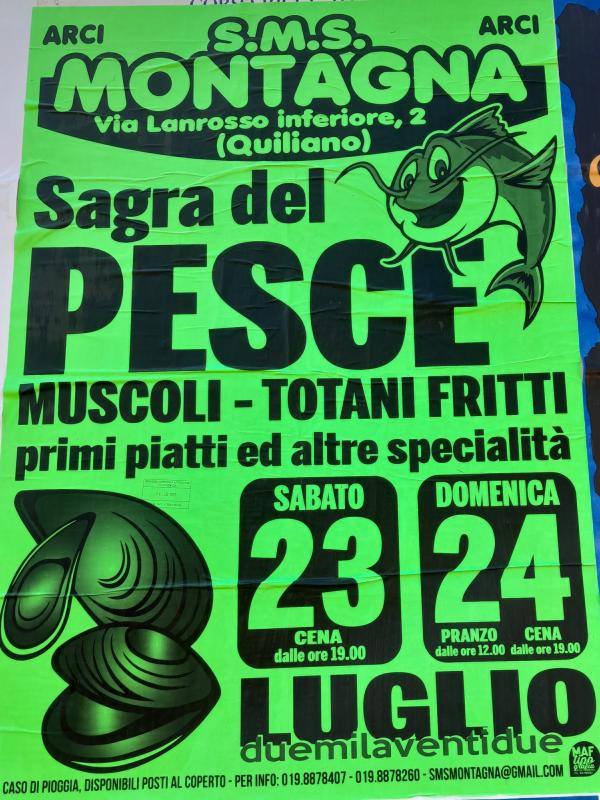 ARCI
S.M.S.
ARCI
MONTAGNA
Via Lanrosso inferiore, 2
(Quiliano)
Sagra del
PESCE
MUSCOLI - TOTANI FRITTI
primi piatti ed altre specialità
SABATO
23
CENA
dalle ore 19.00
DOMENICA
24
PRANZO
dalle ore 12.00
CENA
dalle ore 19.00
LUGLIO
duemilaventidue
MAF
CASO DI PIOGGIA, DISPONIBILI POSTI AL COPERTO - PER INFO: 019.8878407 - 019.8878260 - SMSMONTAGNA@GMAIL.COM